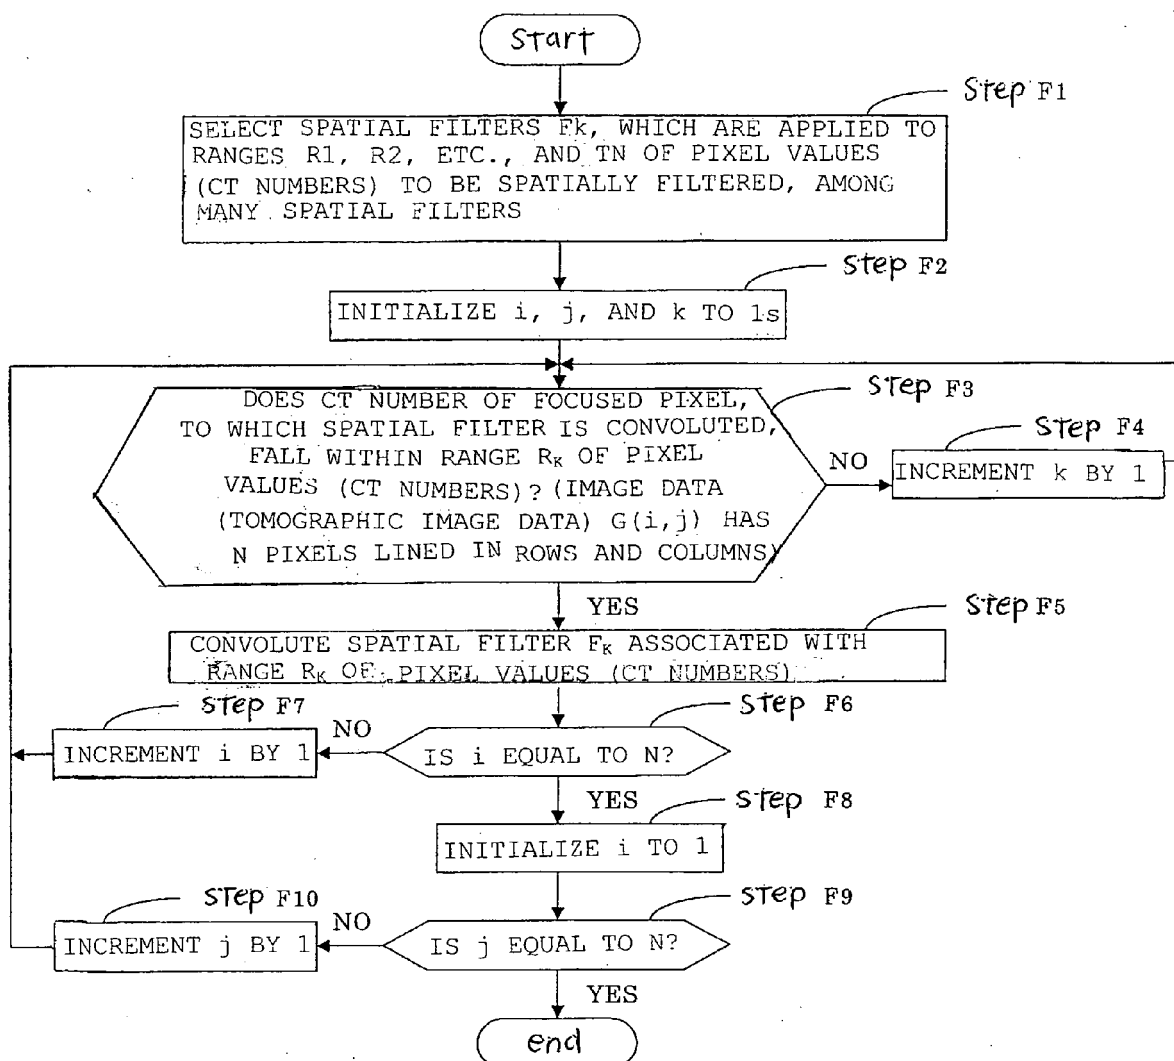 Start
Step F1
SELECT SPATIAL FILTERS Fk, WHICH ARE APPLIED TO
RANGES R1, R2, ETC., AND TN OF PIXEL VALUES
(CT NUMBERS) TO BE SPATIALLY FILTERED, AMONG
MANY SPATIAL FILTERS
Step F2
INITIALIZE i, j, AND k TO 1s
Step F3
DOES CT NUMBER OF FOCUSED PIXEL,
TO WHICH SPATIAL FILTER IS CONVOLUTED,
FALL WITHIN RANGE RK OF PIXEL
VALUES (CT NUMBERS)? (IMAGE DATA
(TOMOGRAPHIC IMAGE DATA) G(i,j) HAS
N PIXELS LINED IN ROWS AND COLUMNS)
NO
Step F4
INCREMENT k BY 1
YES
Step F5
CONVOLUTE SPATIAL FILTER FK ASSOCIATED WITH
RANGE RK OF PIXEL VALUES (CT NUMBERS)
Step F6
IS i EQUAL TO N?
NO
Step F7
INCREMENT i BY 1
YES
Step F8
INITIALIZE i TO 1
Step F9
IS j EQUAL TO N?
NO
Step F10
INCREMENT j BY 1
YES
end